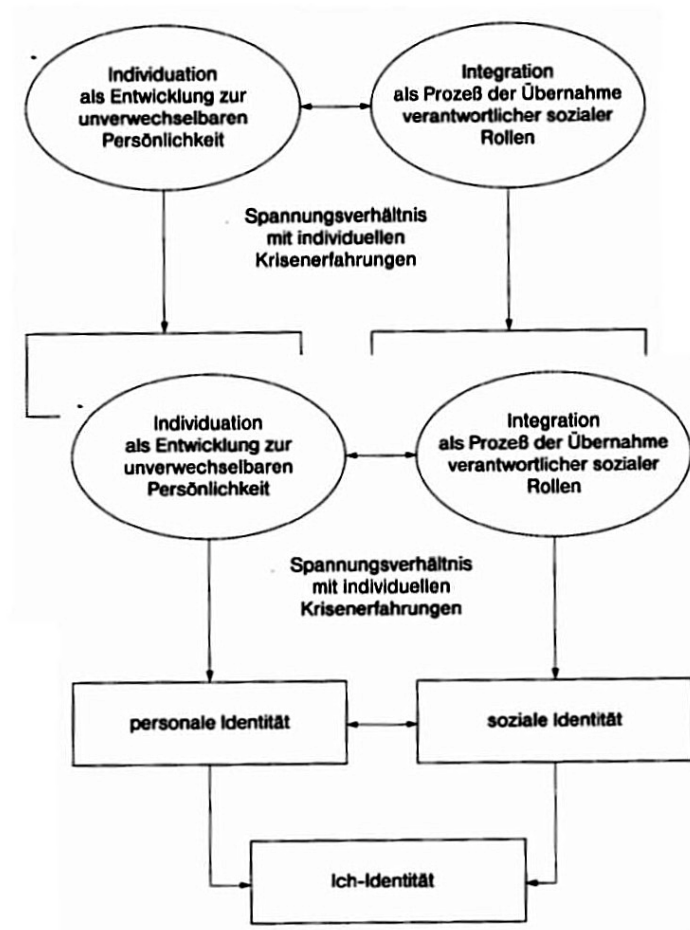 Individuation
als Entwicklung zur
unverwechselbaren
Persönlichkeit
Integration
als Prozeß der Übernahme
verantwortlicher sozialer
Rollen
Spannungsverhältnis
mit individuellen
Krisenerfahrungen
Individuation
als Entwicklung zur
unverwechselbaren
Persönlichkeit
Integration
als Prozeß der Übernahme
verantwortlicher sozialer
Rollen
Spannungsverhältnis
mit individuellen
Krisenerfahrungen
personale Identität
soziale Identität
Ich-Identität